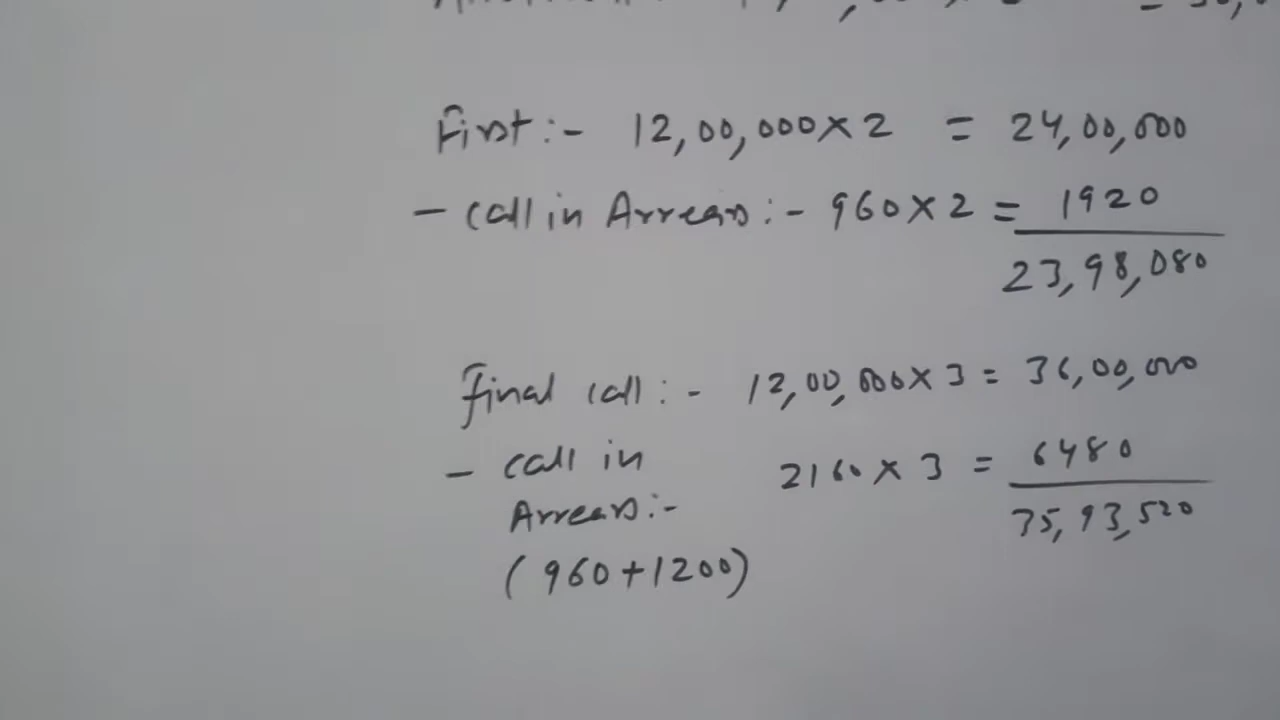 First :- 12,00,000 x 2 = 24,00,000
- call in Arrears :- 960 x 2 = 1920
23,98,080
final call :- 12,00,000 x 3 = 36,00,000
- call in 2160 x 3 = 6480
Arrears :- 35,93,520
(960+1200)